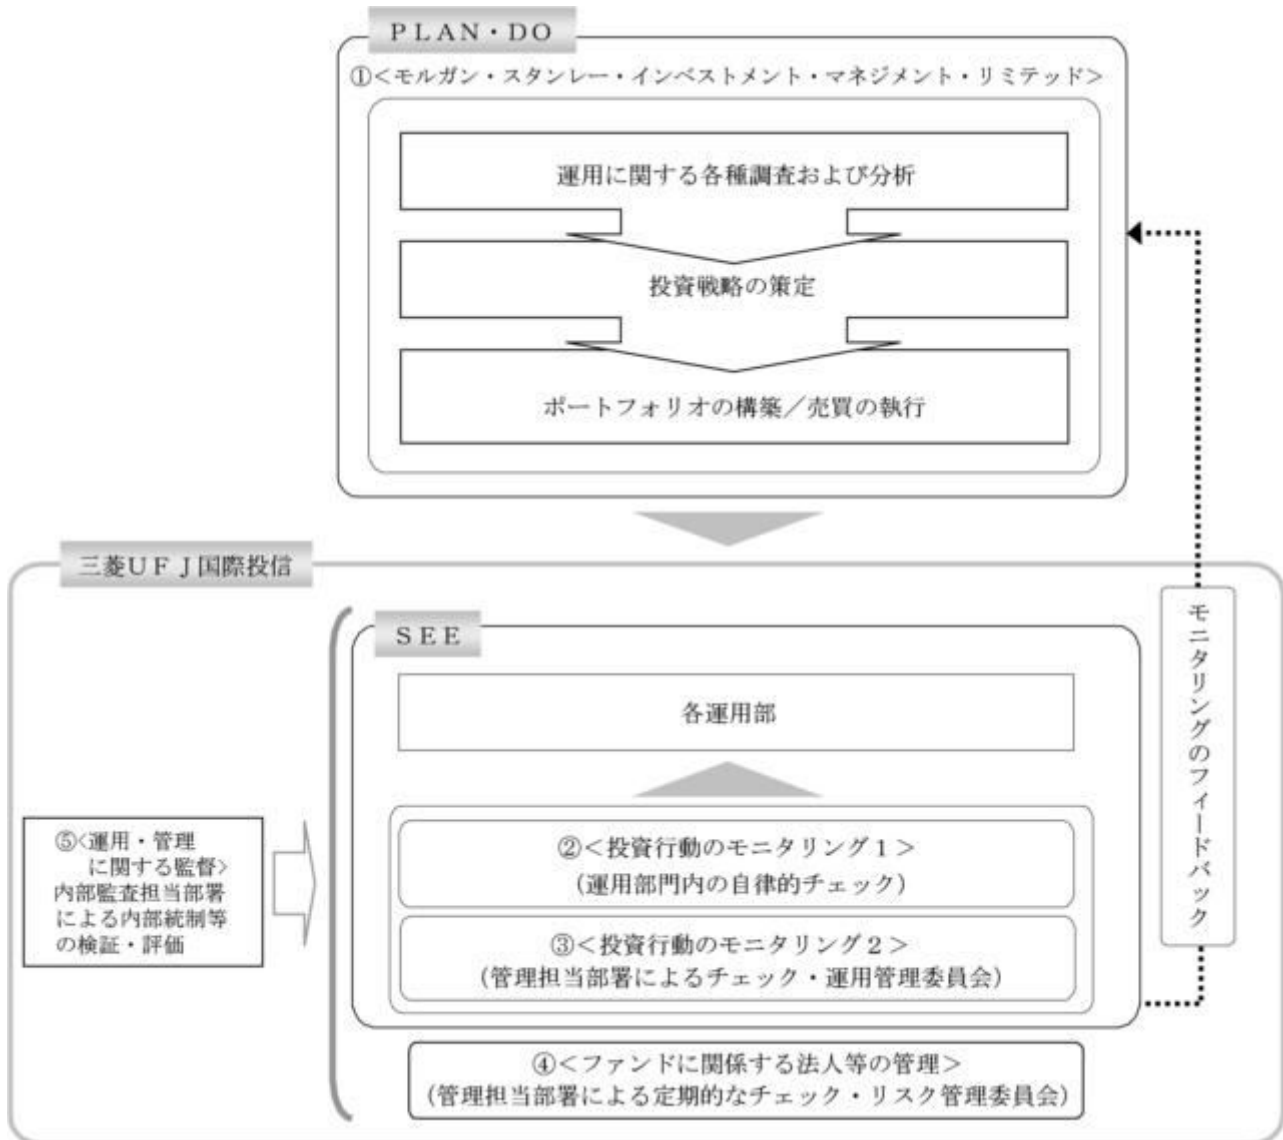 ＰＬＡＮ・ＤＯ
①＜モルガン・スタンレー・インベストメント・マネジメント・リミテッド＞
運用に関する各種調査および分析
投資戦略の策定
ポートフォリオの構築／売買の執行
三菱ＵＦＪ国際投信
ＳＥＥ
各運用部
②＜投資行動のモニタリング１＞
（運用部門内の自律的チェック）
③＜投資行動のモニタリング２＞
（管理担当部署によるチェック・運用管理委員会）
④＜ファンドに関係する法人等の管理＞
（管理担当部署による定期的なチェック・リスク管理委員会）
⑤<運用・管理
に関する監督>
内部監査担当部署
による内部統制等
の検証・評価
モニタリングのフィードバック